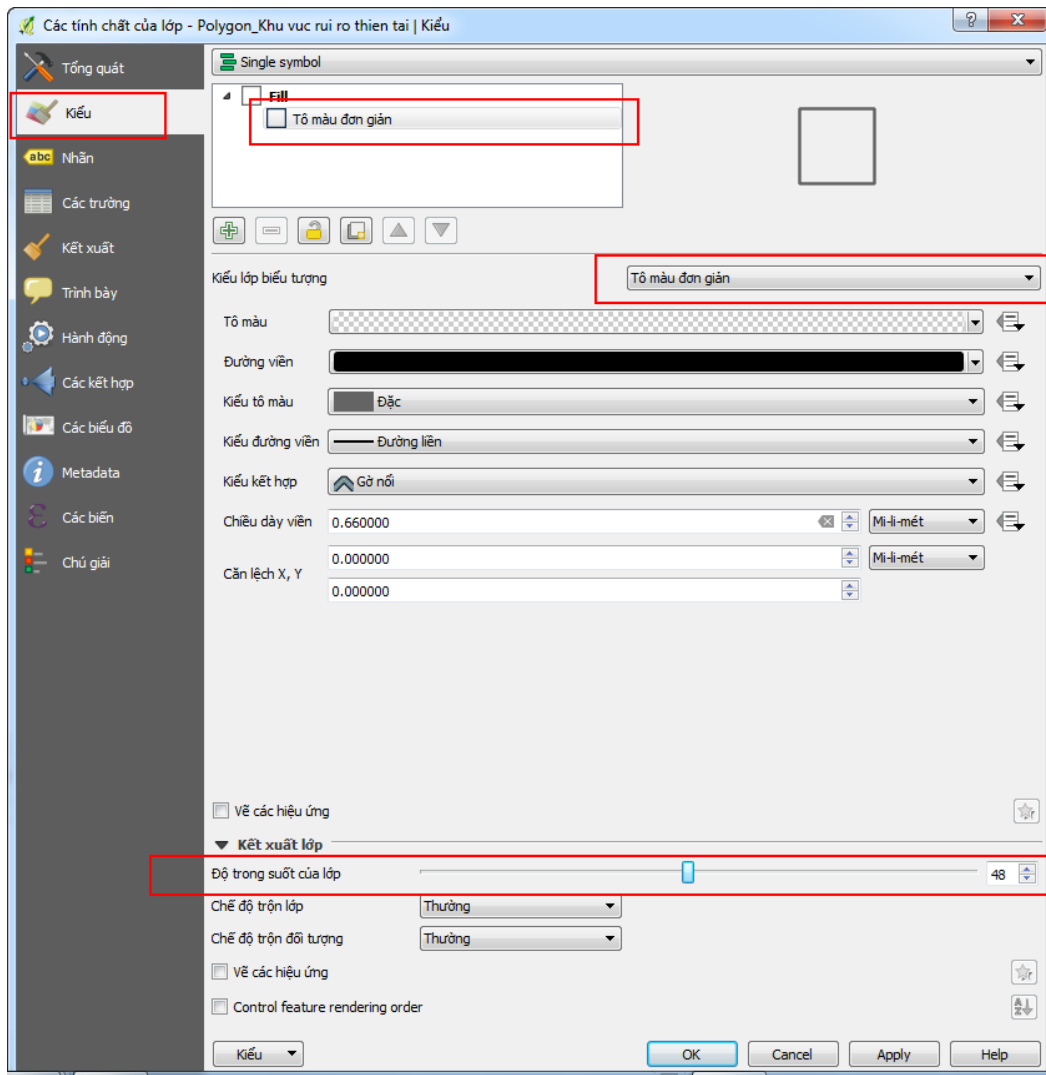 Các tính chất của lớp - Polygon_Khu vuc rui ro thien tai | Kiểu
Tổng quát
Kiểu
abc Nhãn
Các trường
Kết xuất
Trình bày
Hành động
Các kết hợp
Các biểu đồ
Metadata
Các biến
Chú giải
Single symbol
Fill
Tô màu đơn giản
Kiểu lớp biểu tượng
Tô màu đơn giản
Tô màu
Đường viền
Kiểu tô màu Đặc
Kiểu đường viền Đường liền
Kiểu kết hợp Gờ nối
Chiều dày viền 0.660000 Mi-li-mét
Căn lệch X, Y
0.000000 Mi-li-mét
0.000000
Vẽ các hiệu ứng
Kết xuất lớp
Độ trong suốt của lớp 48
Chế độ trộn lớp Thường
Chế độ trộn đối tượng Thường
Vẽ các hiệu ứng
Control feature rendering order
Kiểu OK Cancel Apply Help